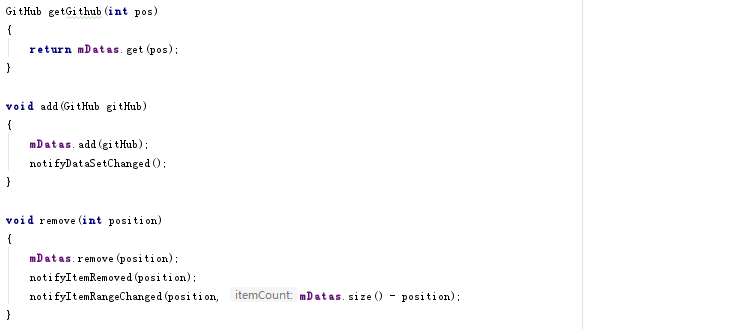 GitHub getGithub(int pos)
{
return mDatas.get(pos);
}
void add(GitHub gitHub)
{
mDatas.add(gitHub);
notifyDataSetChanged();
}
void remove(int position)
{
mDatas.remove(position);
notifyItemRemoved(position);
notifyItemRangeChanged(position, itemCount: mDatas.size() - position);
}